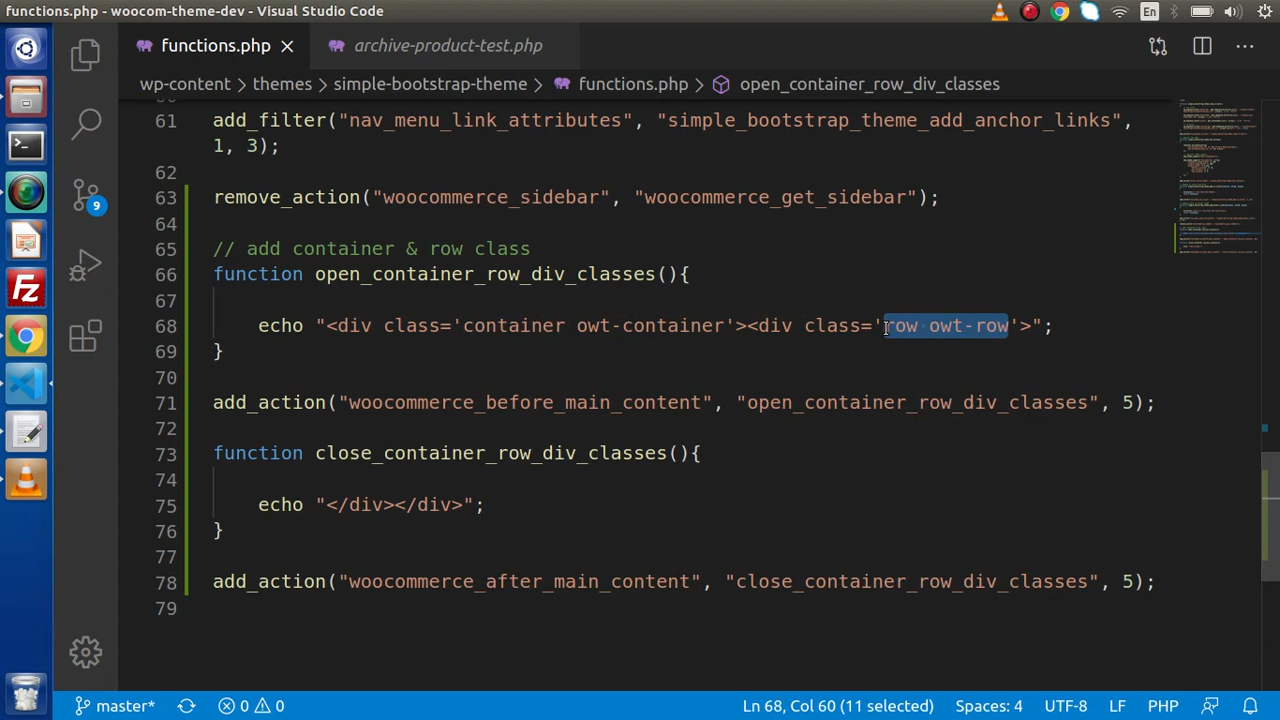 functions.php - woocom-theme-dev - Visual Studio Code
En
functions.php
archive-product-test.php
wp-content > themes > simple-bootstrap-theme > functions.php > open_container_row_div_classes
60
61 add_filter("nav_menu_link_attributes", "simple_bootstrap_theme_add_anchor_links",
1, 3);
62
63 remove_action("woocommerce_sidebar", "woocommerce_get_sidebar");
64
65 // add container & row class
66 function open_container_row_div_classes(){
67
68 echo "<div class='container owt-container'><div class='row owt-row'>";
69 }
70
71 add_action("woocommerce_before_main_content", "open_container_row_div_classes", 5);
72
73 function close_container_row_div_classes(){
74
75 echo "</div></div>";
76 }
77
78 add_action("woocommerce_after_main_content", "close_container_row_div_classes", 5);
79
9
master* 0 0 Ln 68, Col 60 (11 selected) Spaces: 4 UTF-8 LF PHP